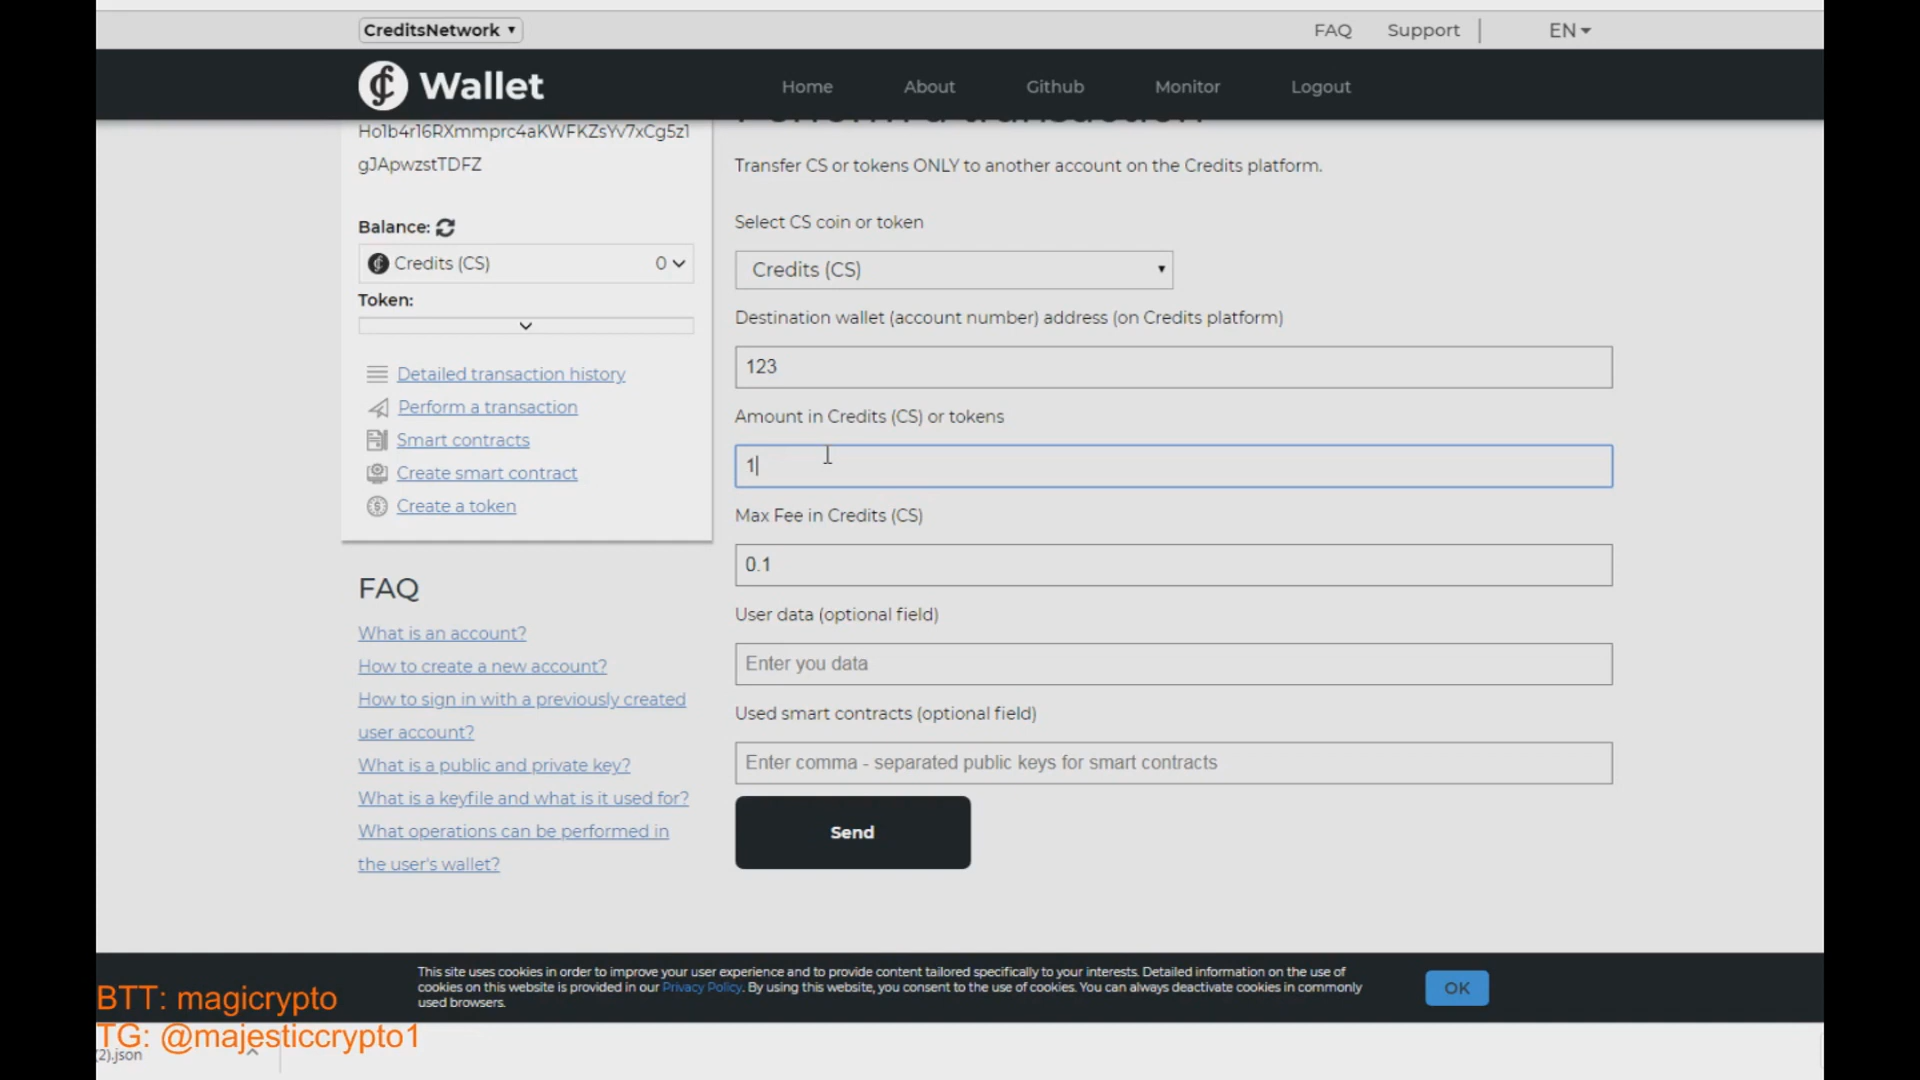 CreditsNetwork
FAQ Support EN
Wallet
Home About Github Monitor Logout
Ho1b4r16RXmmprc4aKWFKZsYv7xCg5z1
gJApwzstTDFZ
Balance:
Credits (CS) 0
Token:
Detailed transaction history
Perform a transaction
Smart contracts
Create smart contract
Create a token
FAQ
What is an account?
How to create a new account?
How to sign in with a previously created
user account?
What is a public and private key?
What is a keyfile and what is it used for?
What operations can be performed in
the user's wallet?
Perform a transaction
Transfer CS or tokens ONLY to another account on the Credits platform.
Select CS coin or token
Credits (CS)
Destination wallet (account number) address (on Credits platform)
123
Amount in Credits (CS) or tokens
1
Max Fee in Credits (CS)
0.1
User data (optional field)
Enter you data
Used smart contracts (optional field)
Enter comma - separated public keys for smart contracts
Send
This site uses cookies in order to improve your user experience and to provide content tailored specifically to your interests. Detailed information on the use of
cookies on this website is provided in our Privacy Policy. By using this website, you consent to the use of cookies. You can always deactivate cookies in commonly
used browsers.
OK
BTT: magicrypto
TG: @majesticcrypto1
(2).json